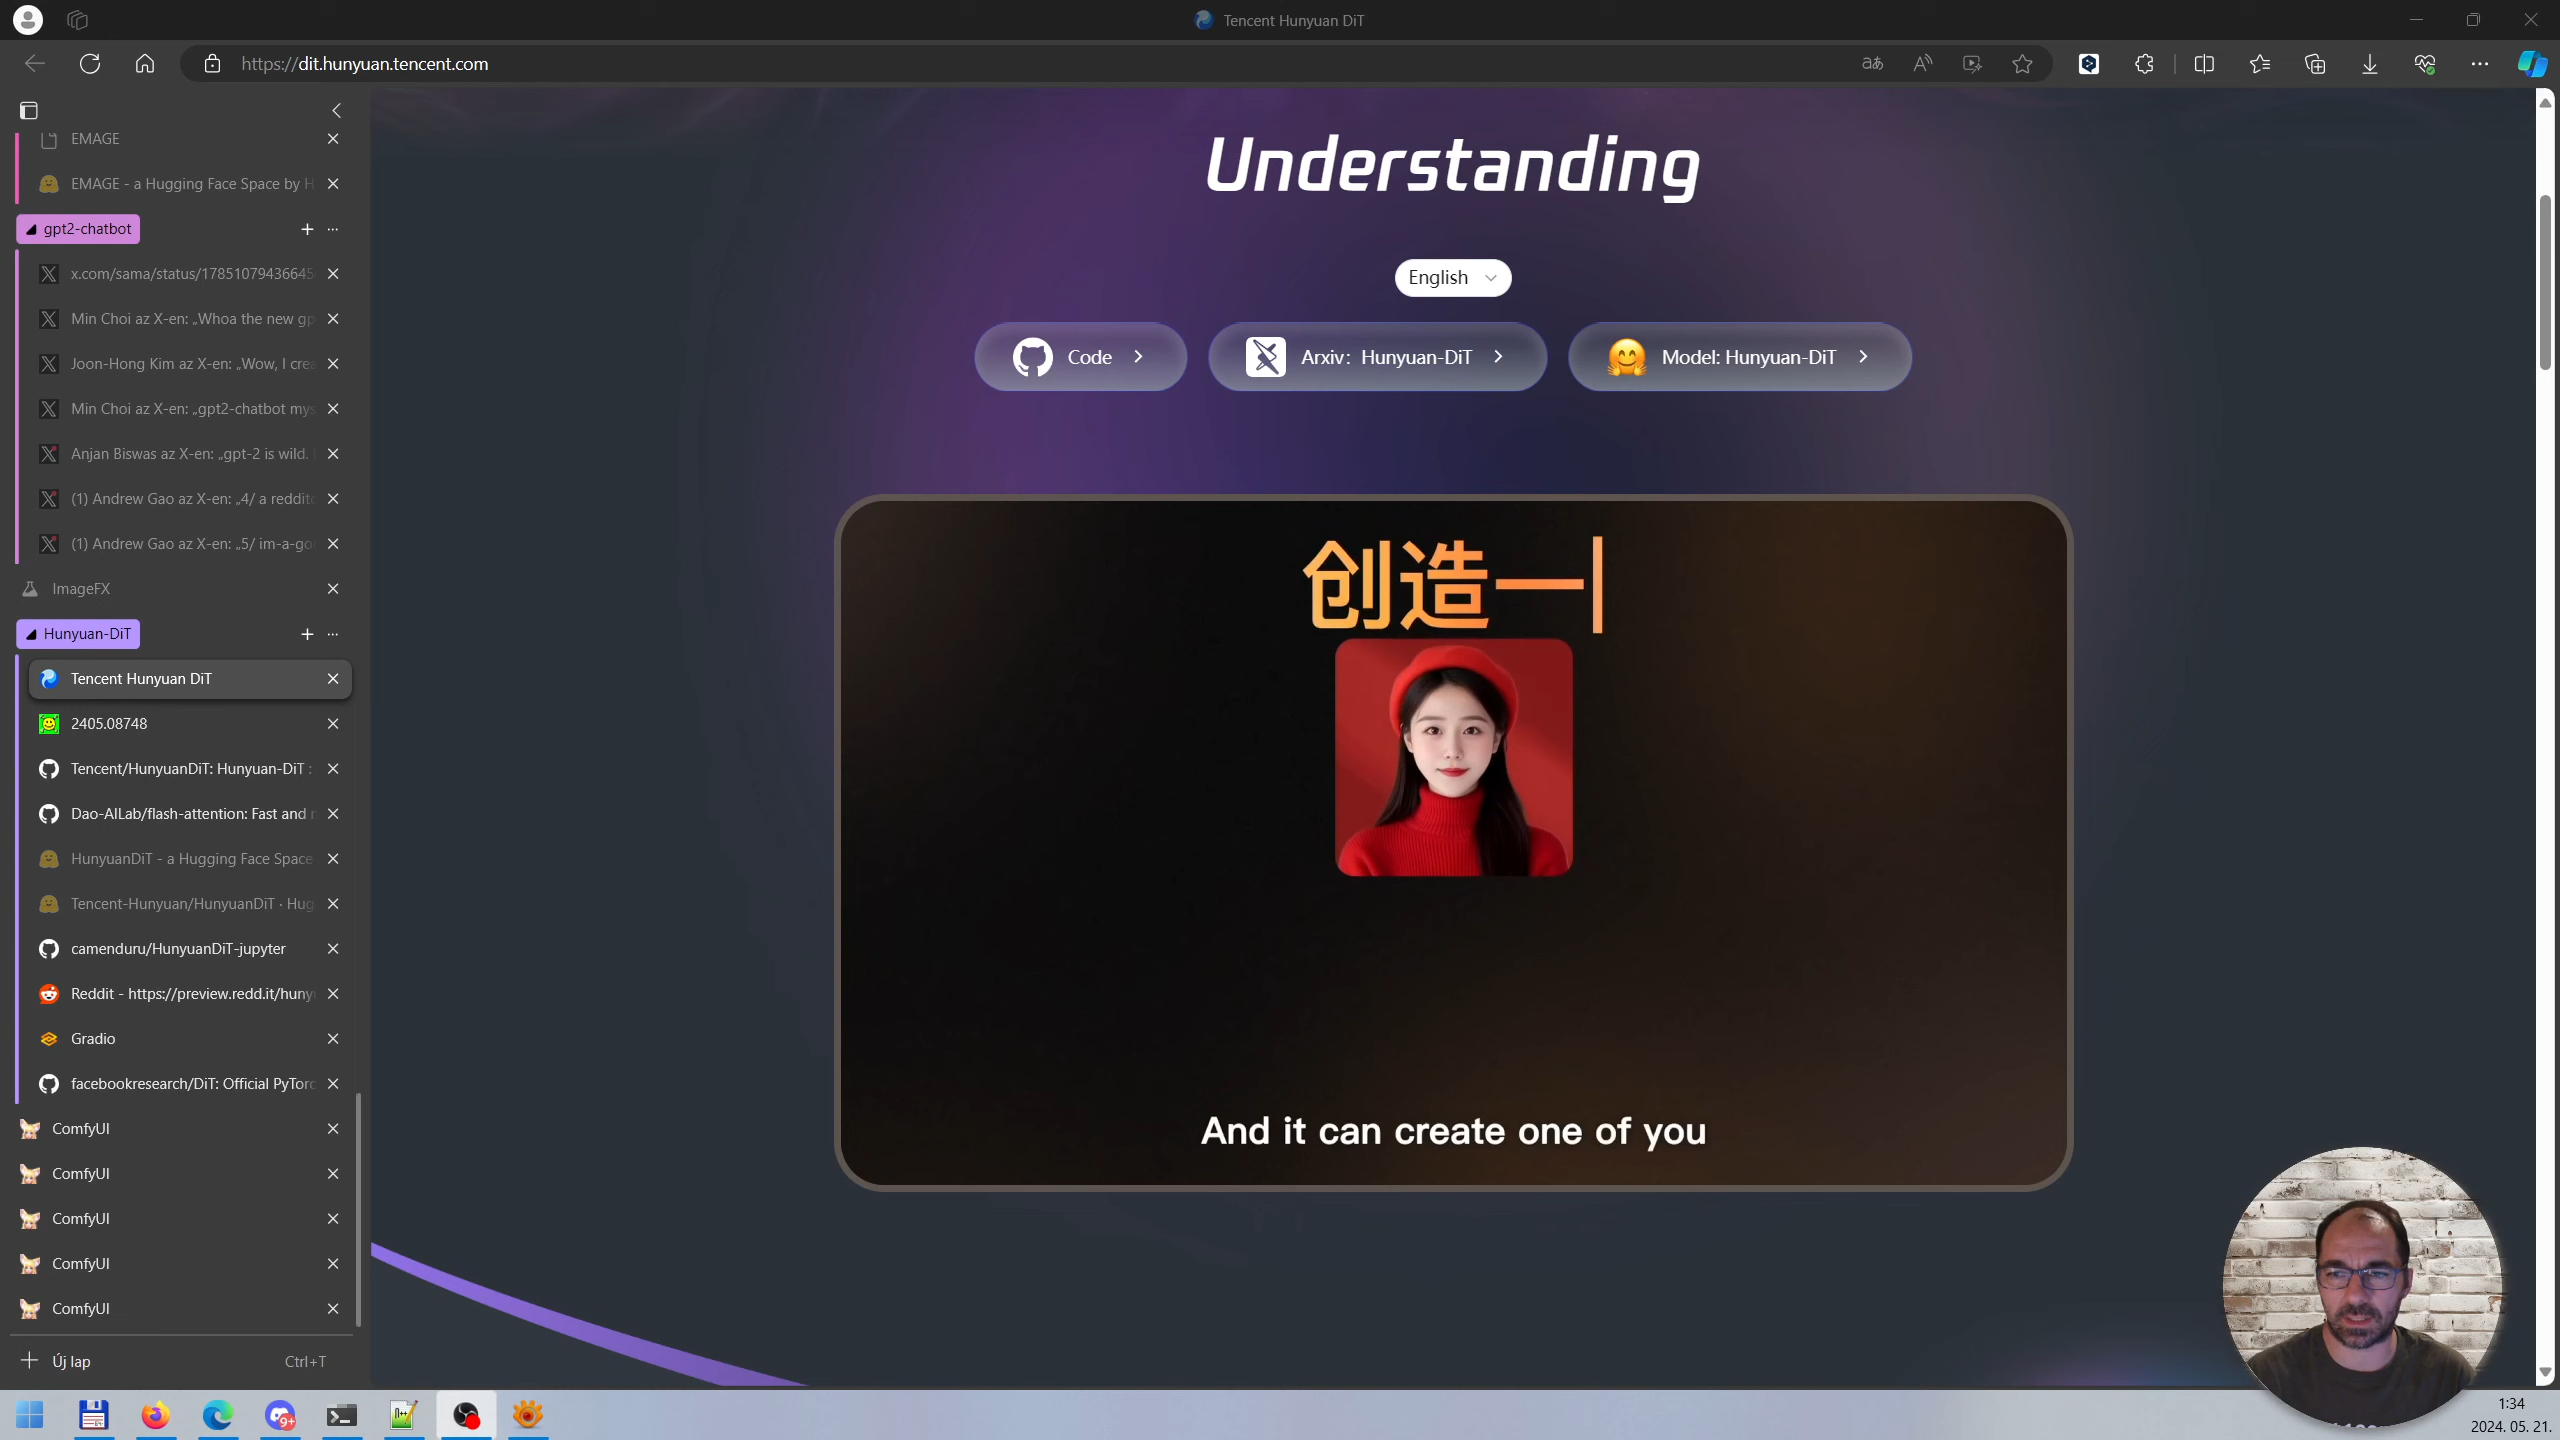 Tencent Hunyuan DiT
https://dit.hunyuan.tencent.com
EMAGE
EMAGE - a Hugging Face Space by H
gpt2-chatbot
x.com/sama/status/17851079436645
Min Choi az X-en: „Whoa the new gp
Joon-Hong Kim az X-en: „Wow, I crea
Min Choi az X-en: „gpt2-chatbot mys
Anjan Biswas az X-en: „gpt-2 is wild.
(1) Andrew Gao az X-en: „4/ a reddito
(1) Andrew Gao az X-en: „5/ im-a-goo
ImageFX
Hunyuan-DiT
Tencent Hunyuan DiT
2405.08748
Tencent/HunyuanDiT: Hunyuan-DiT :
Dao-AILab/flash-attention: Fast and m
HunyuanDiT - a Hugging Face Space
Tencent-Hunyuan/HunyuanDiT · Hug
camenduru/HunyuanDiT-jupyter
Reddit - https://preview.redd.it/huny
Gradio
facebookresearch/DiT: Official PyTorc
ComfyUI
ComfyUI
ComfyUI
ComfyUI
ComfyUI
Új lap Ctrl+T
Understanding
English
Code
Arxiv: Hunyuan-DiT
Model: Hunyuan-DiT
创造一
And it can create one of you
9+
1:34
2024. 05. 21.